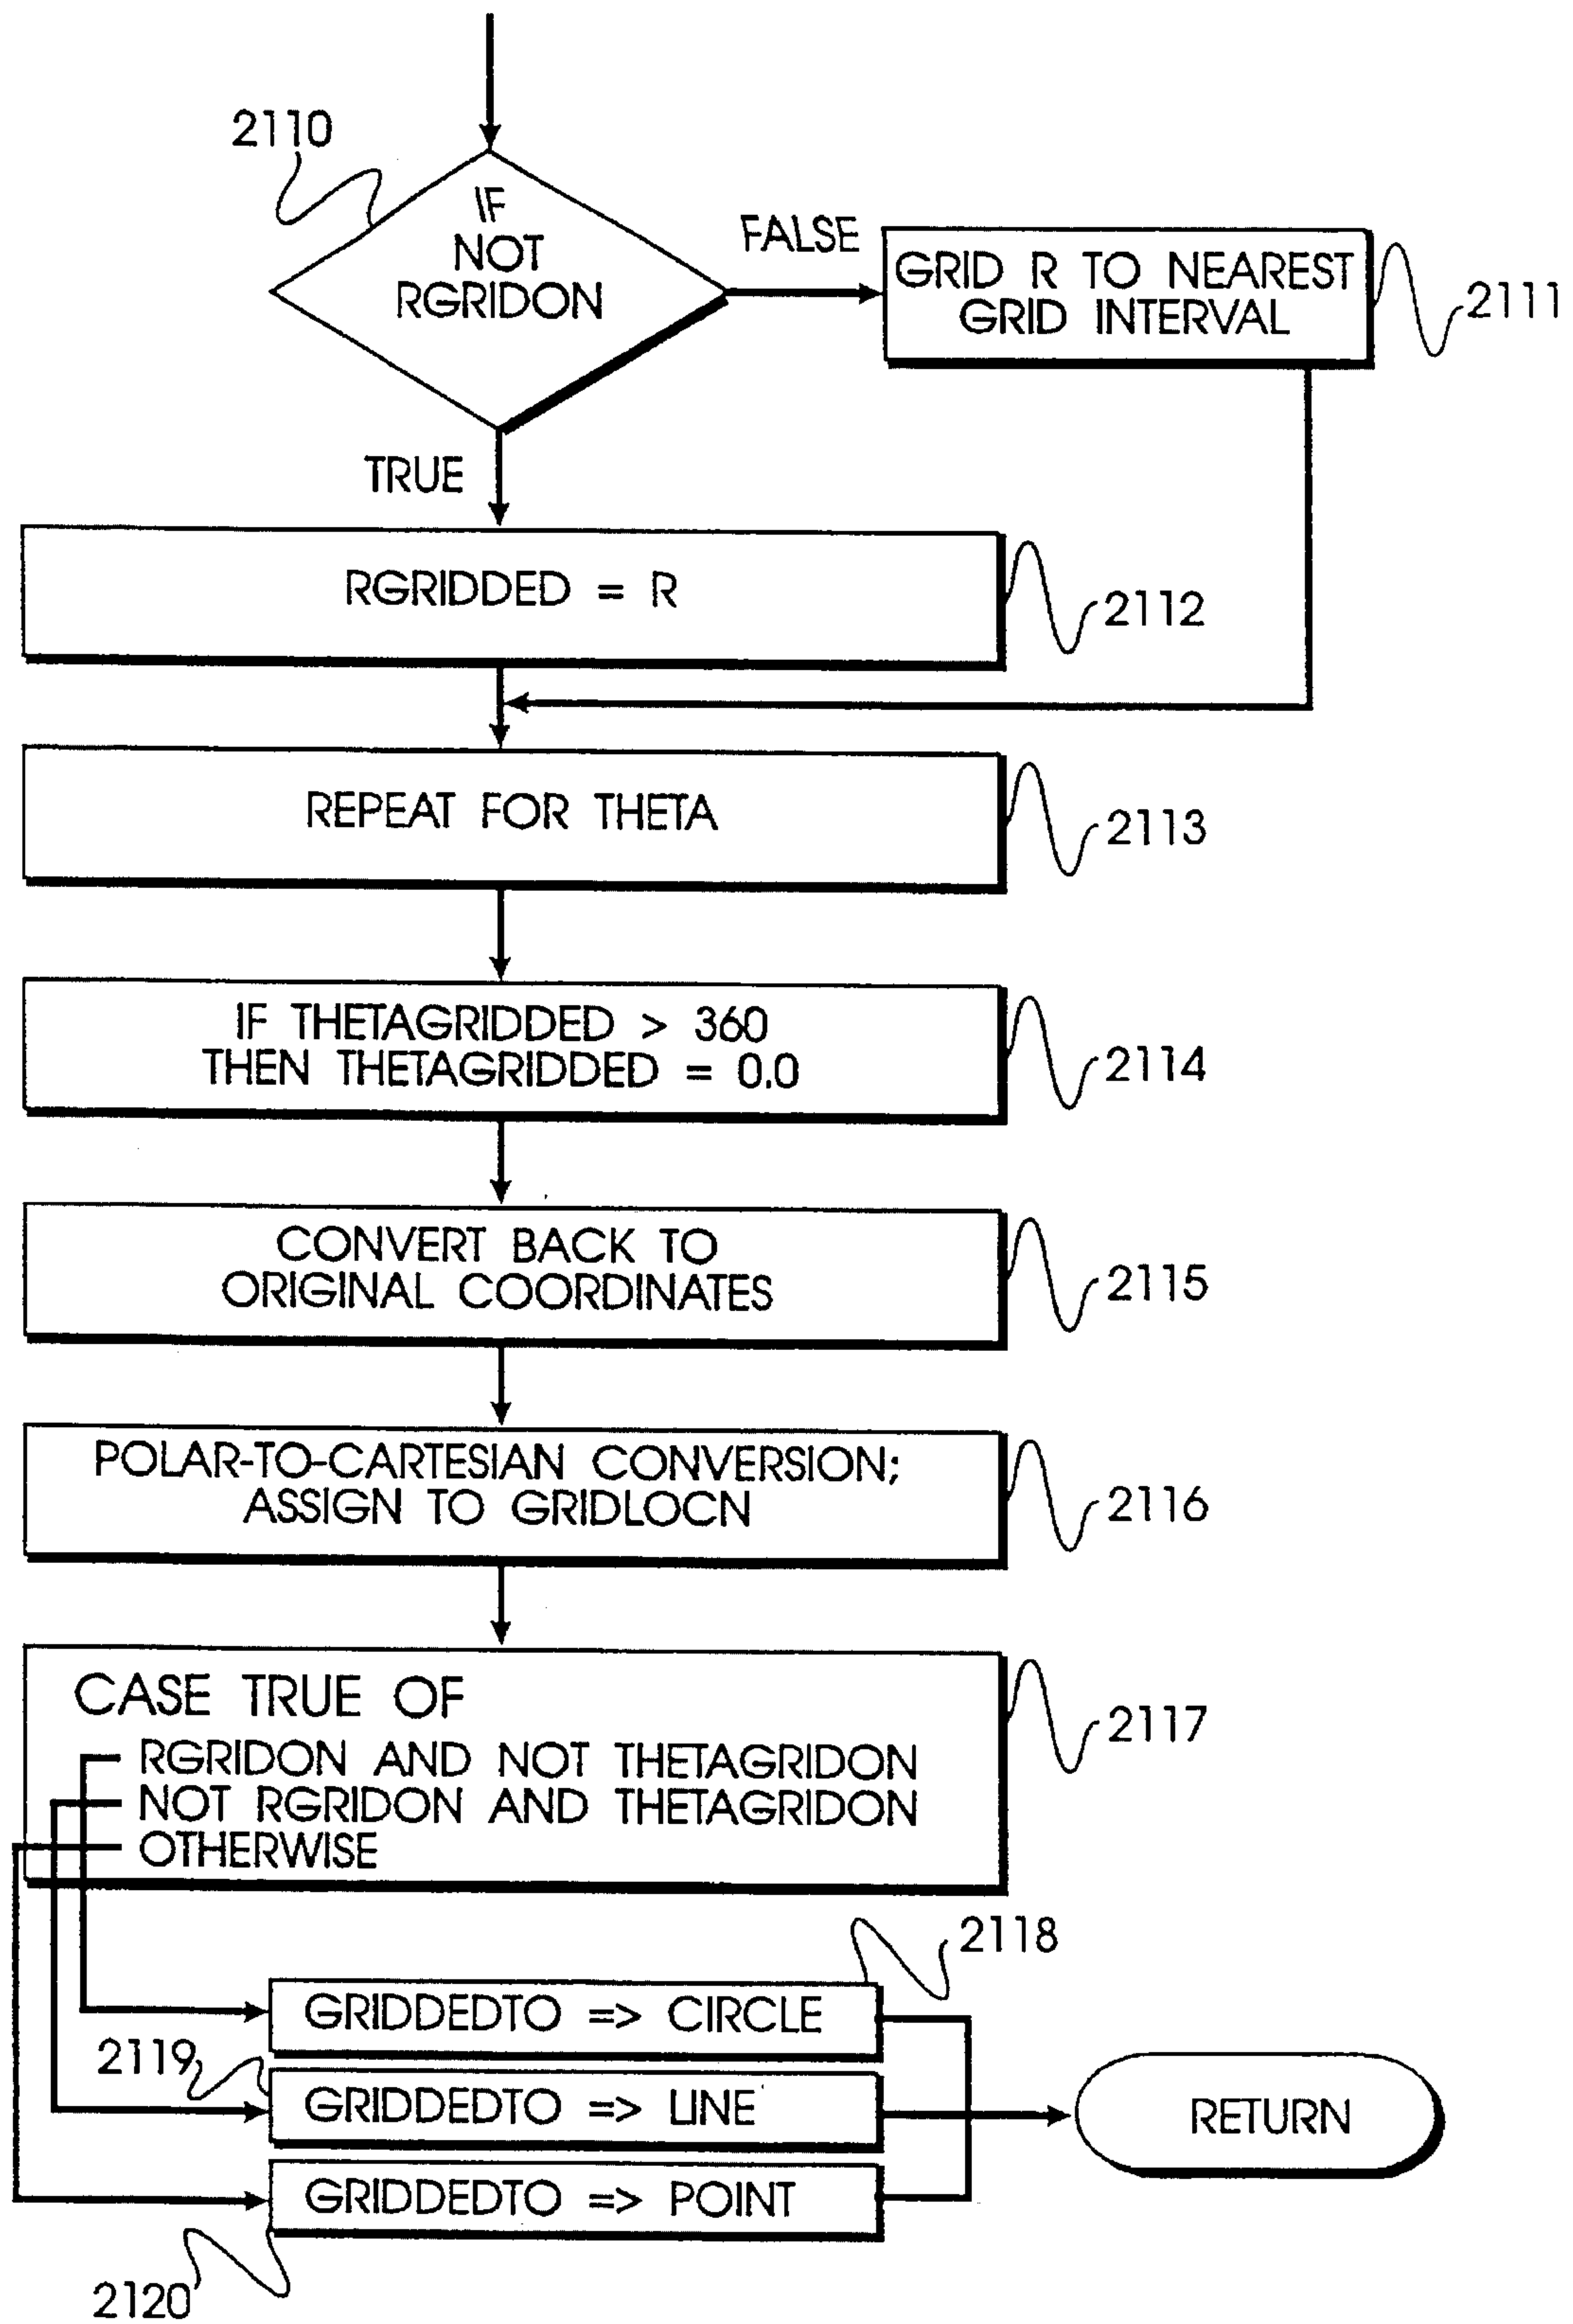 2110
IF
NOT
RGRIDON
FALSE
GRID R TO NEAREST
GRID INTERVAL
2111
TRUE
RGRIDDED = R
2112
REPEAT FOR THETA
2113
IF THETAGRIDDED > 360
THEN THETAGRIDDED = 0.0
2114
CONVERT BACK TO
ORIGINAL COORDINATES
2115
POLAR-TO-CARTESIAN CONVERSION;
ASSIGN TO GRIDLOCN
2116
CASE TRUE OF
RGRIDON AND NOT THETAGRIDON
NOT RGRIDON AND THETAGRIDON
OTHERWISE
2117
2118
GRIDDEDTO => CIRCLE
2119
GRIDDEDTO => LINE
RETURN
GRIDDEDTO => POINT
2120